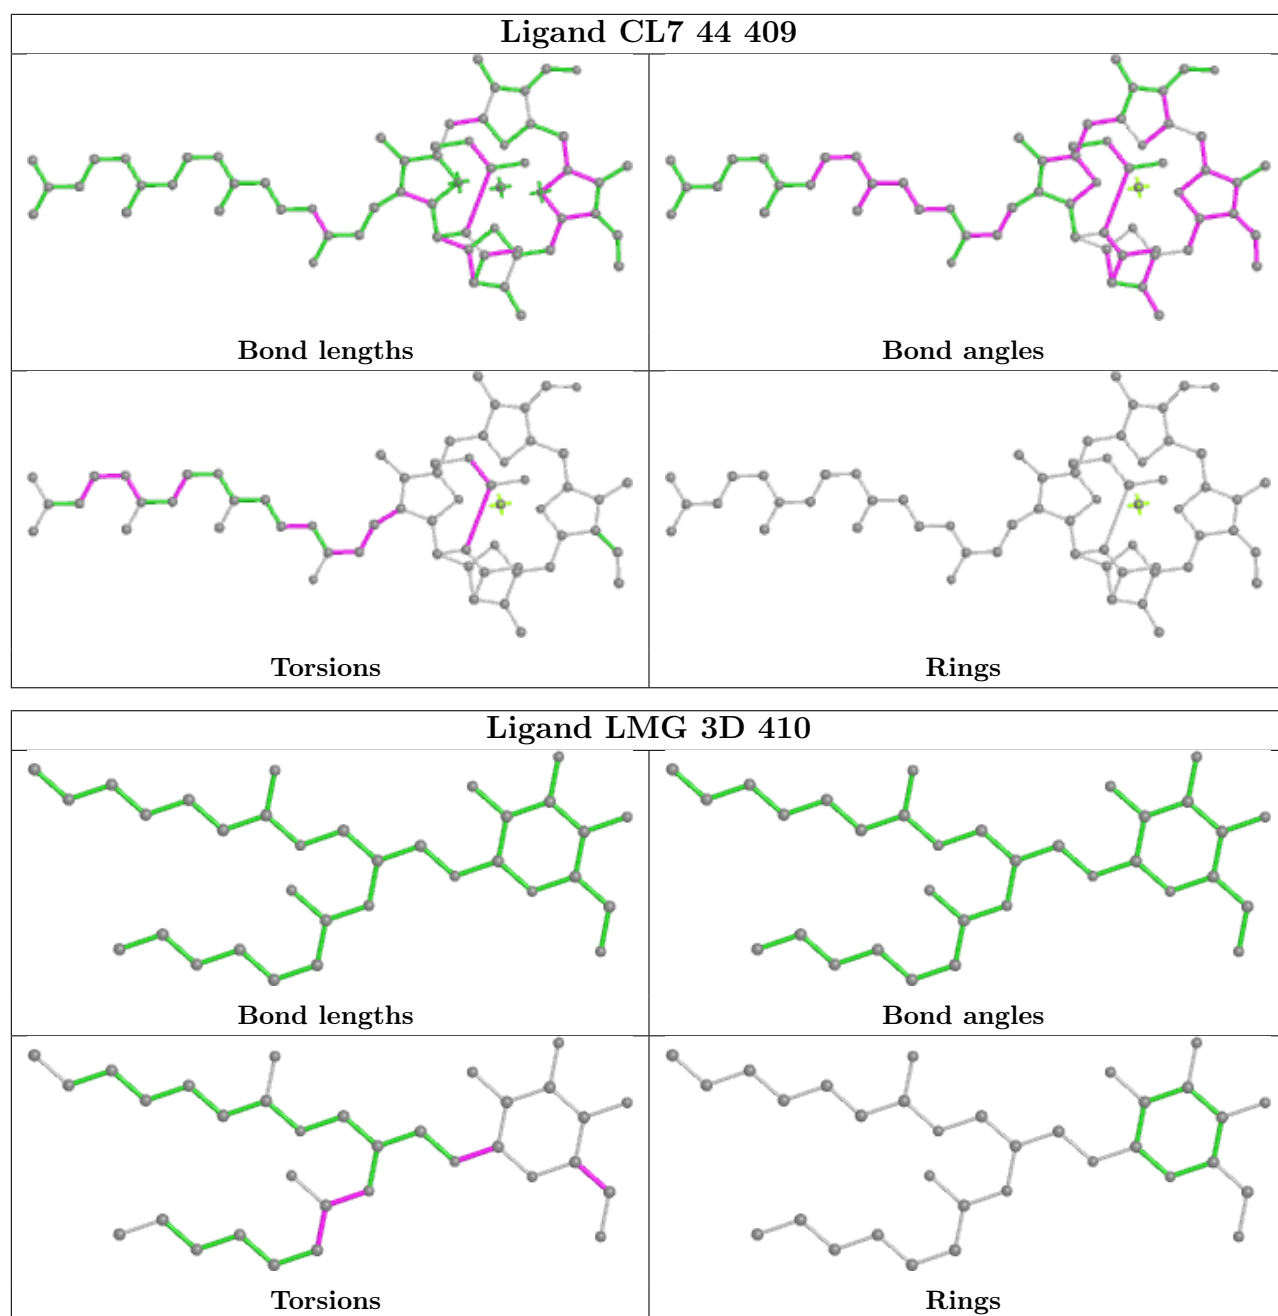 Ligand CL7 44 409
Bond lengths
Bond angles
Torsions
Rings
Ligand LMG 3D 410
Bond lengths
Bond angles
Torsions
Rings